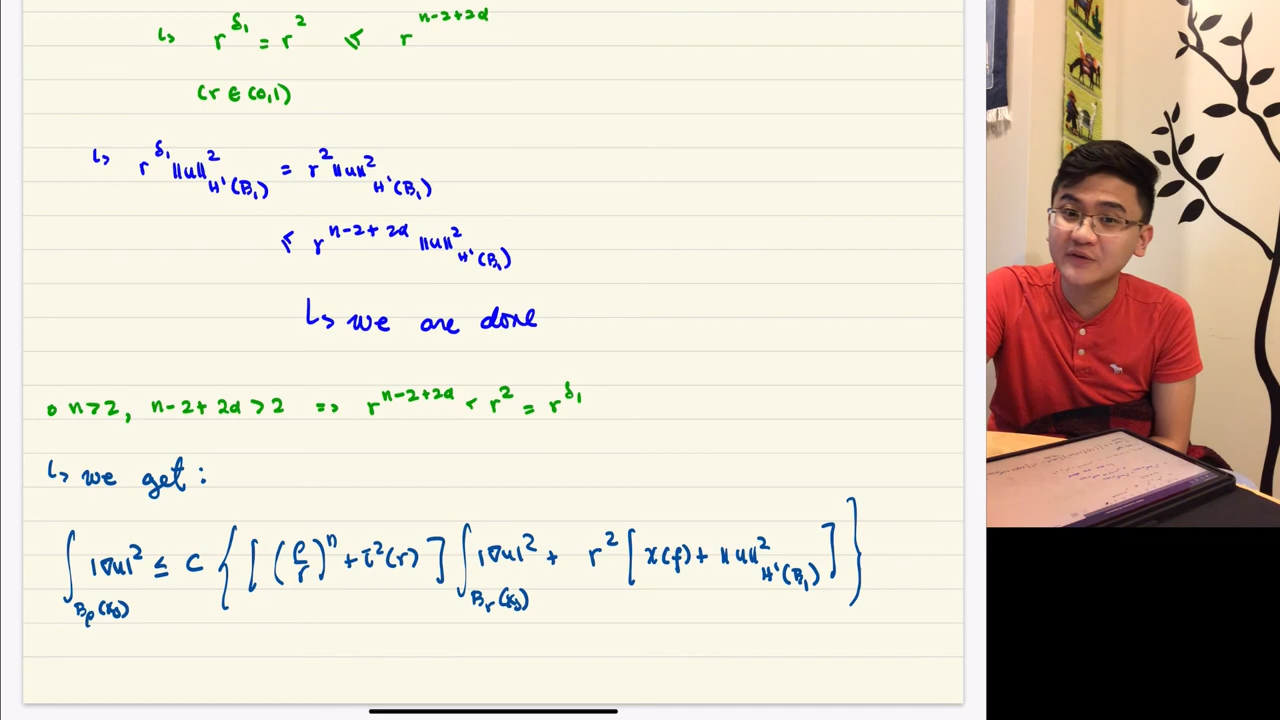 ↳ r^{δ₁} = r² ≤ r^{n-2+2α}
(r ∈ (0,1)
↳ r^{δ₁} ||u||²_{H¹(B₁)} = r² ||u||²_{H¹(B₁)}
≤ r^{n-2+2α} ||u||²_{H¹(B₁)}
↳ we are done
o n>2, n-2+2α > 2 => r^{n-2+2α} < r² = r^{δ₁}
↳ we get :
∫_{B_ρ(x₀)} |∇u|² ≤ C { [ (ρ/r)^n + τ²(r) ] ∫_{B_r(x₀)} |∇u|² + r² [ χ(f) + ||u||²_{H¹(B₁)} ] }